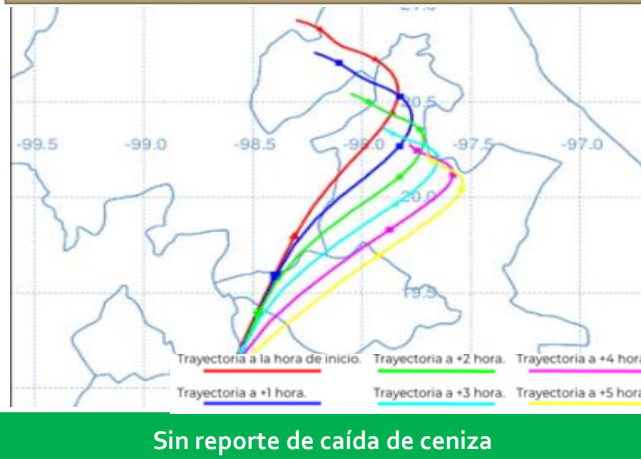 20.5
-99.5 -99.0 -98.5 -98.0 -97.5 -97.0
20.0
19.5
Trayectoria a la hora de inicio. Trayectoria a +2 hora. Trayectoria a +4 hora
Trayectoria a +1 hora. Trayectoria a +3 hora. Trayectoria a +5 hora
Sin reporte de caída de ceniza